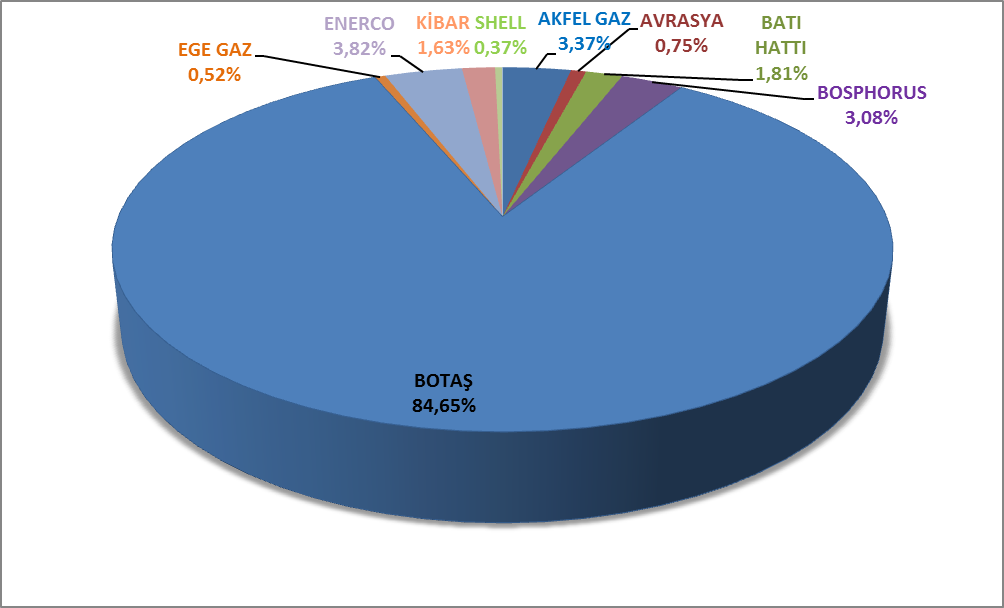 EGE GAZ
0,52%
ENERCO
3,82%
KİBAR
1,63%
SHELL
0,37%
AKFEL GAZ
3,37%
AVRASYA
0,75%
BATI
HATTI
1,81%
BOSPHORUS
3,08%
BOTAŞ
84,65%